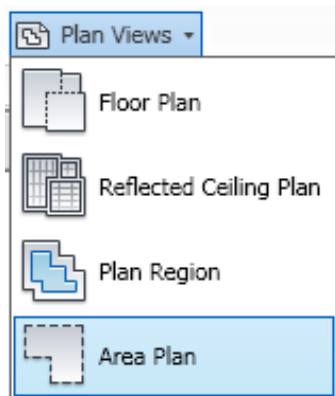 Plan Views
Floor Plan
Reflected Ceiling Plan
Plan Region
Area Plan